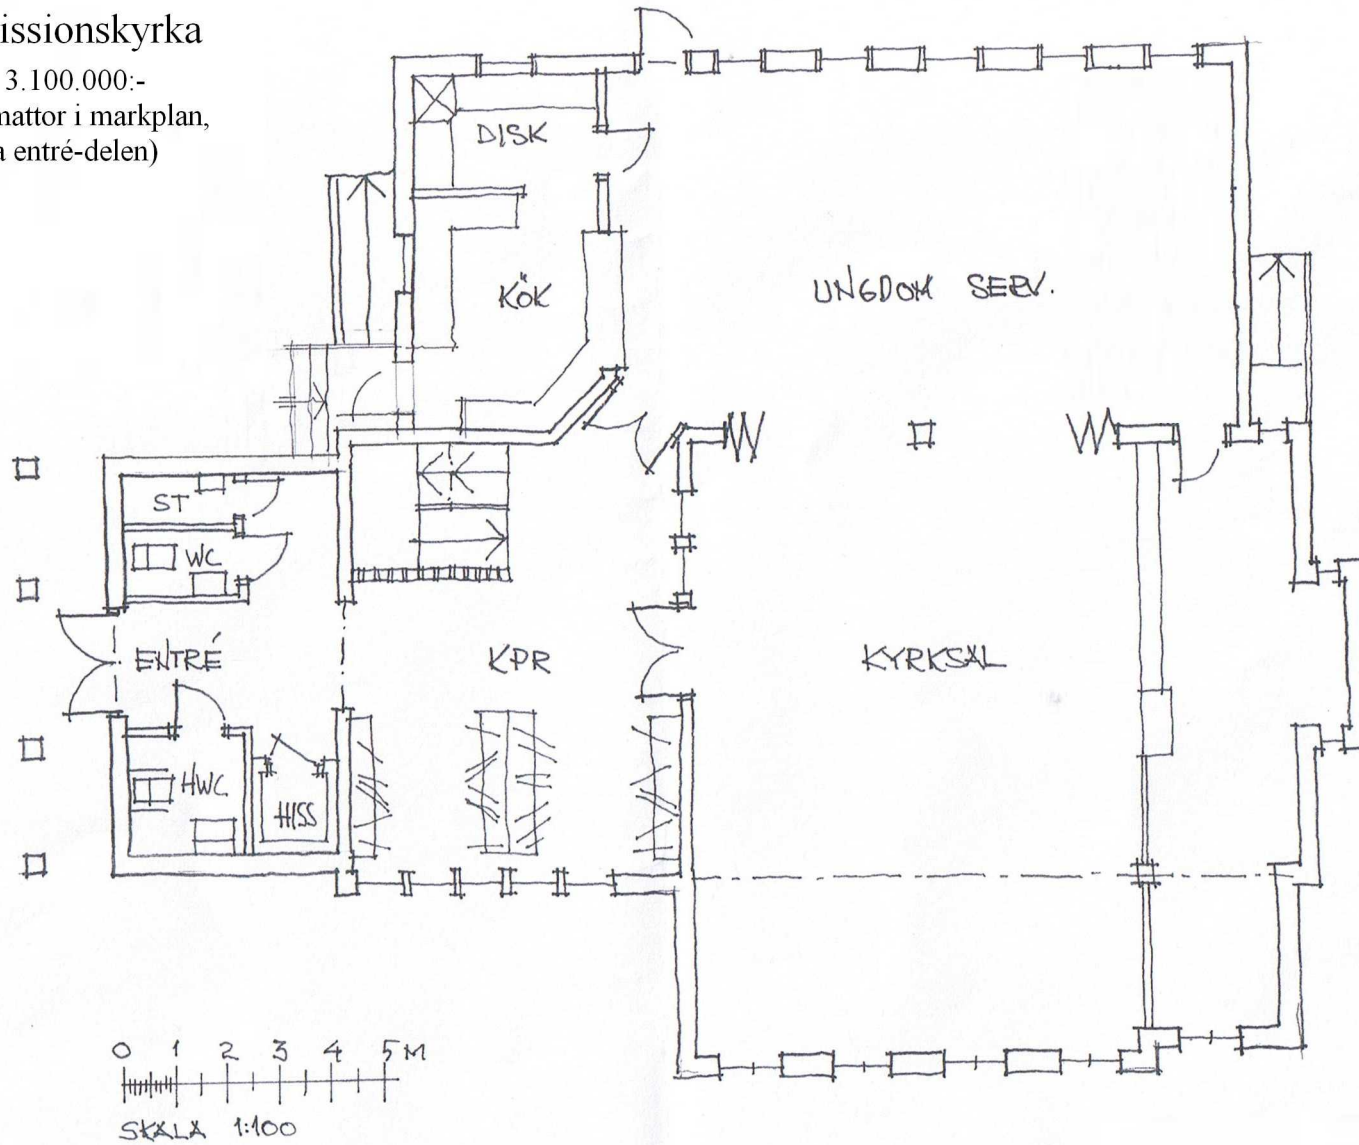 issionskyrka
3.100.000:-
mattor i markplan,
a entré-delen)
DISK
KÖK
UNGDOM SERV.
ST
WC
ENTRÉ
KPR
KYRKSAL
HWC
HISS
0 1 2 3 4 5 M
SKALA 1:100